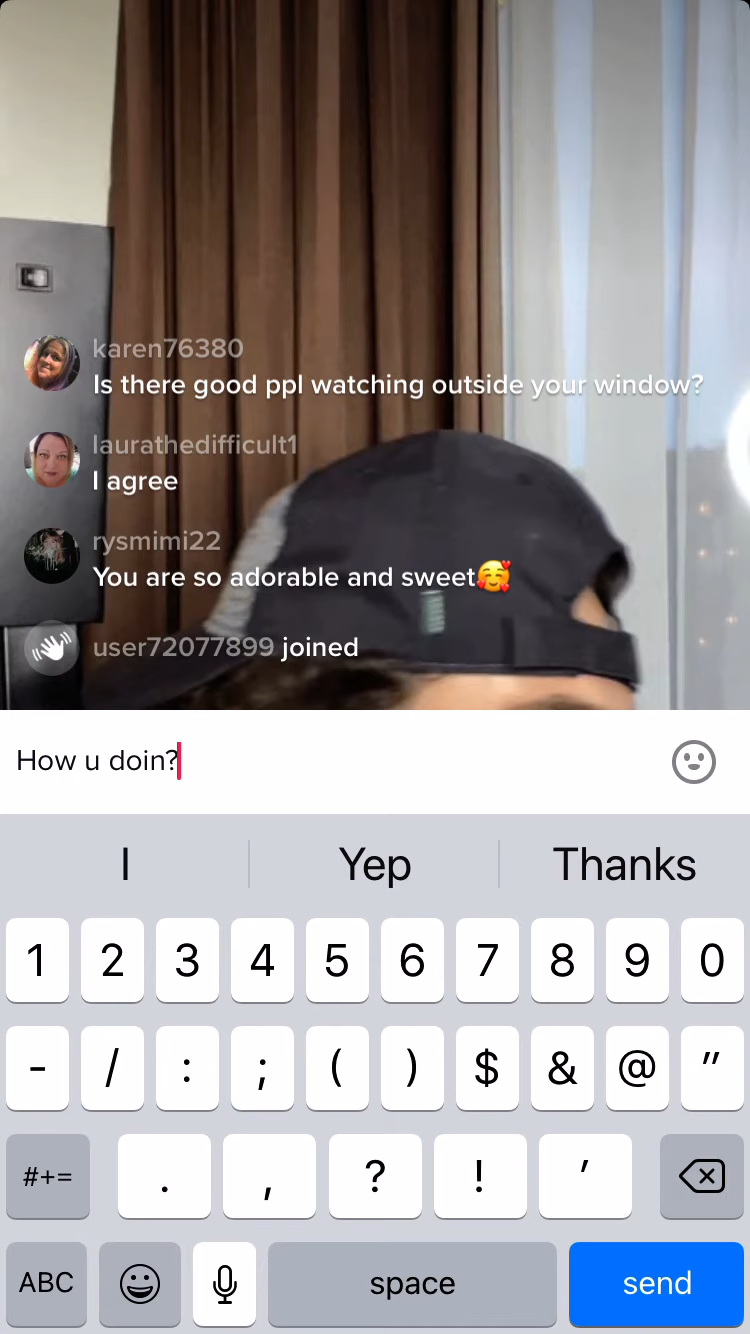 karen76380
Is there good ppl watching outside your window?
laurathedifficult1
I agree
rysmimi22
You are so adorable and sweet🥰
user72077899 joined
How u doin?
I Yep Thanks
1 2 3 4 5 6 7 8 9 0
- / : ; ( ) $ & @ "
#+= . , ? ! '
ABC space send